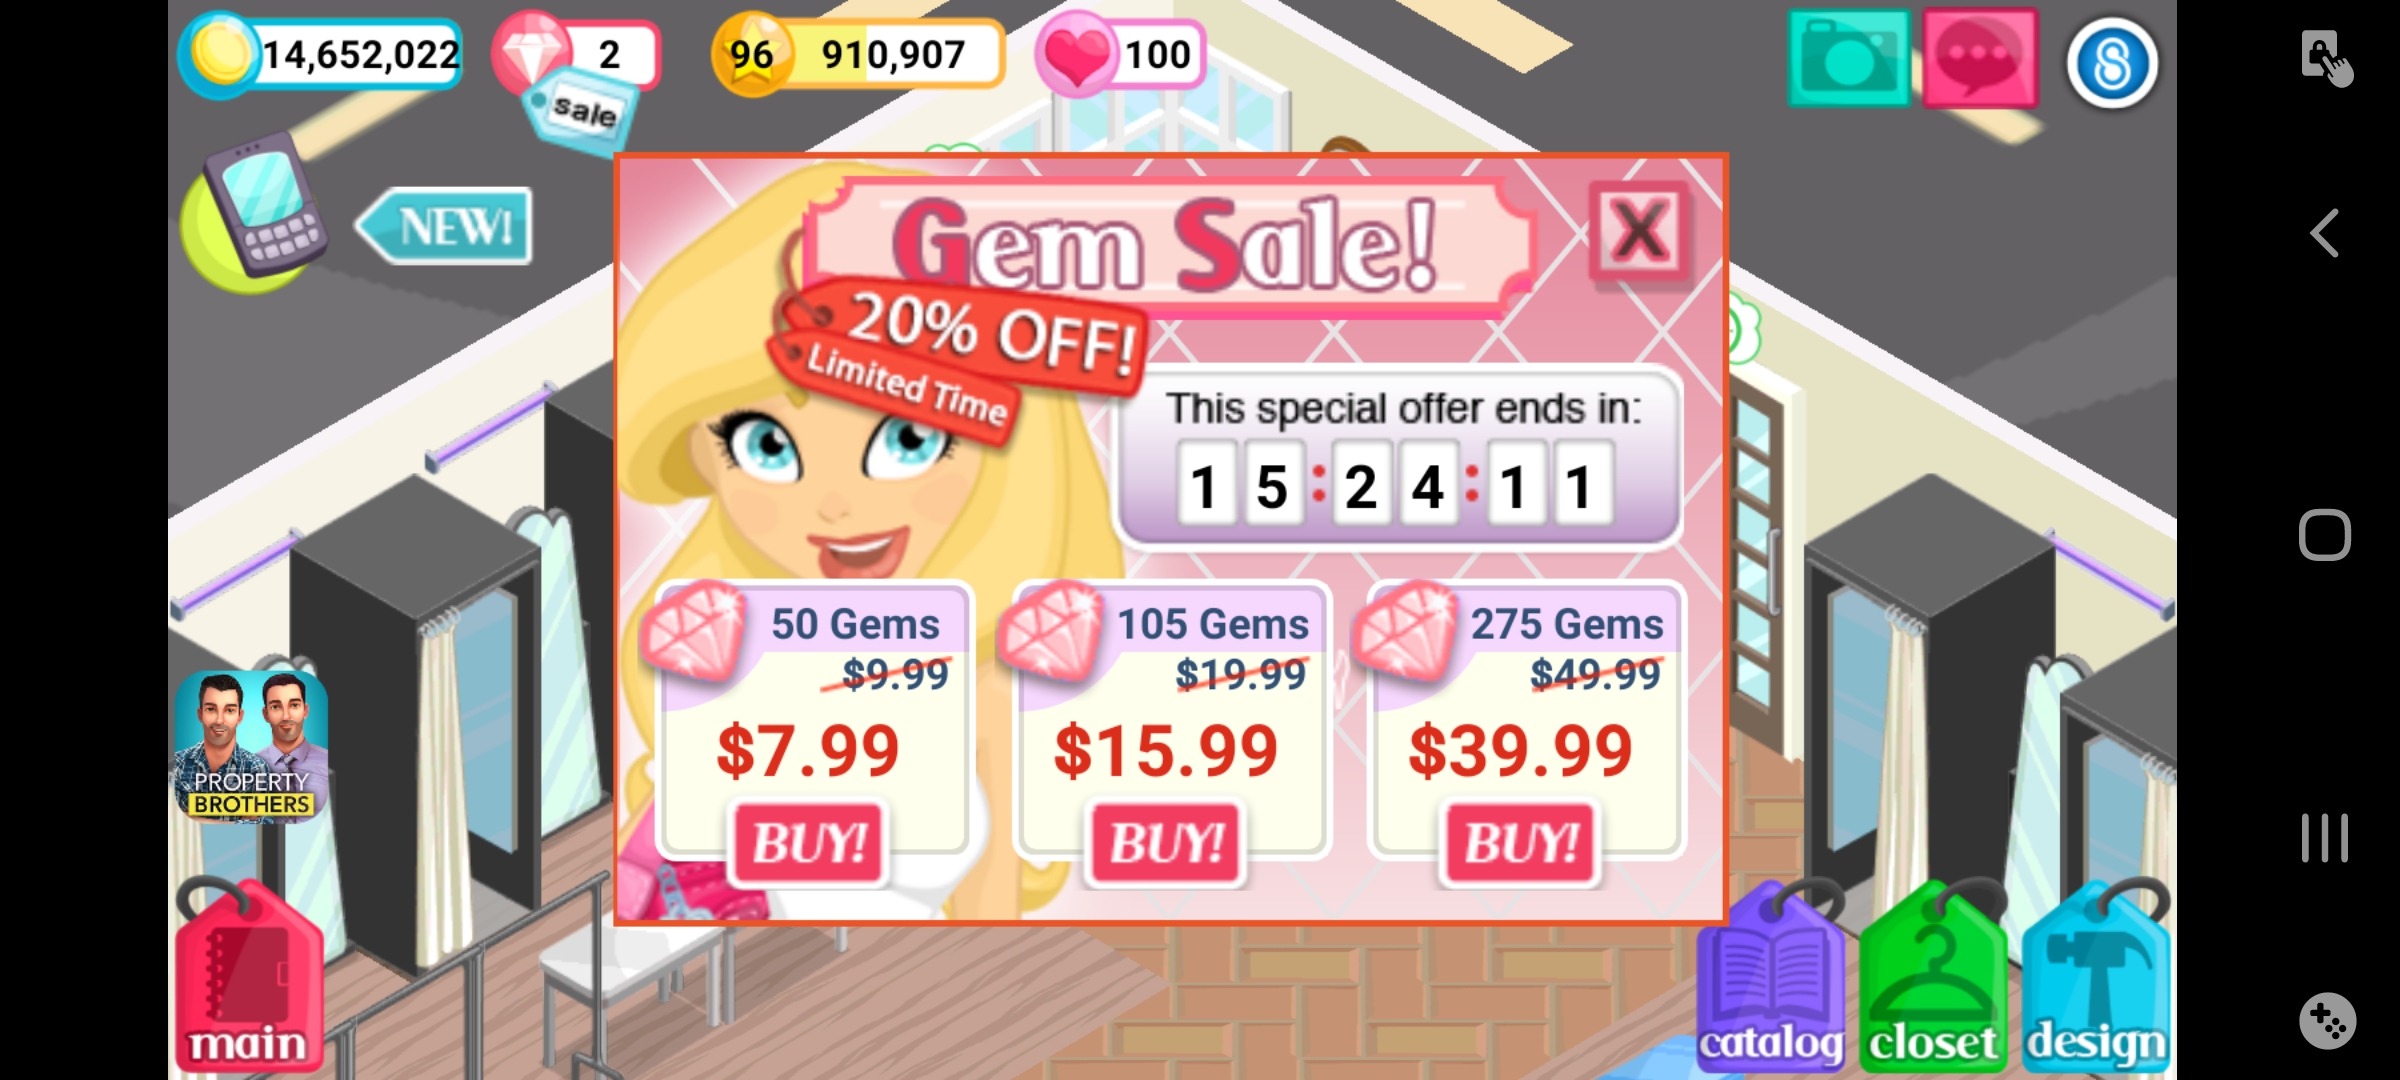 14,652,022
2
96
910,907
100
sale
NEW!
Gem Sale!
X
20% OFF!
Limited Time
This special offer ends in:
15:24:11
50 Gems
$9.99
$7.99
BUY!
105 Gems
$19.99
$15.99
BUY!
275 Gems
$49.99
$39.99
BUY!
PROPERTY
BROTHERS
main
catalog
closet
design